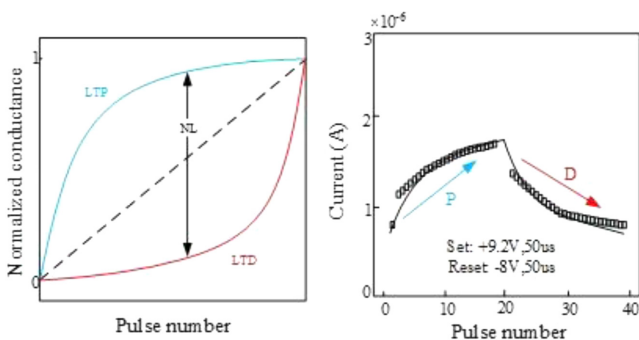 Normalized conductance
1
LTP
NL
LTD
0
Pulse number
×10⁻⁶
3
2
1
0
Current (A)
P
D
Set: +9.2V,50us
Reset: -8V,50us
0 10 20 30 40
Pulse number